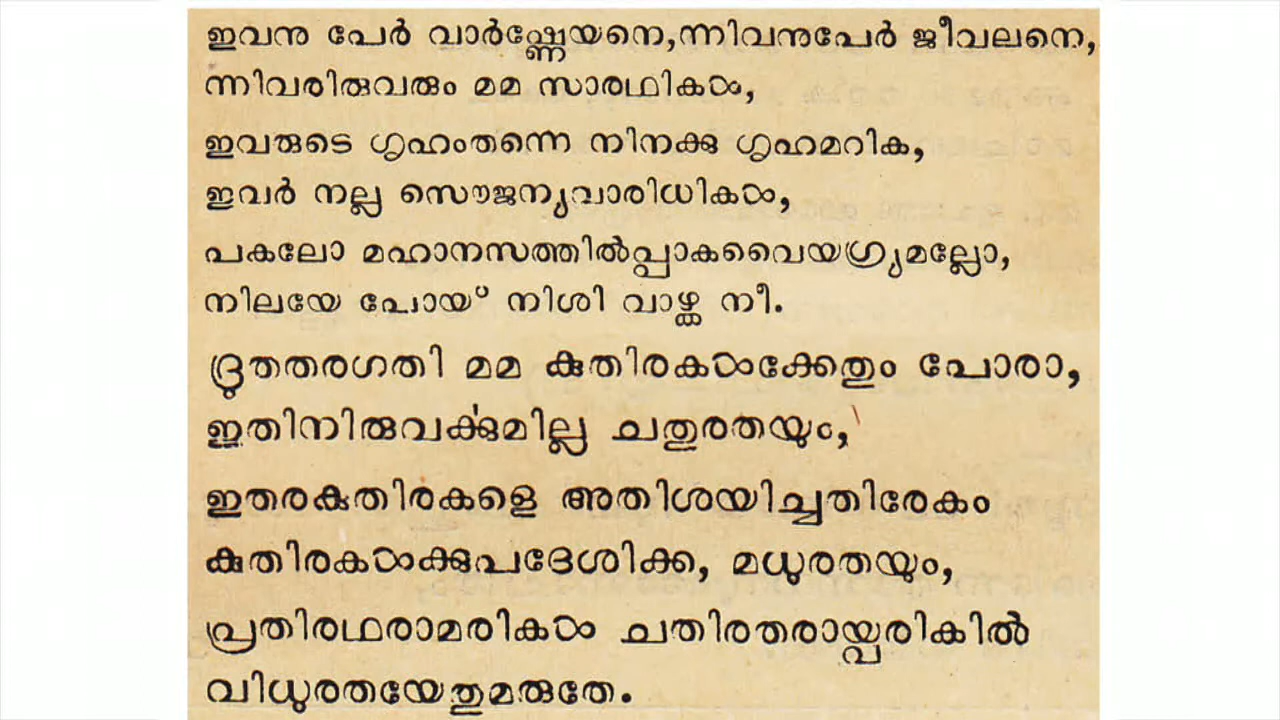 ഇവനു പേർ വാർഷ്ണേയനെ,ന്നിവനുപേർ ജീവലനെ,
ന്നിവരിരുവരും മമ സാരഥികൾ,
ഇവരുടെ ഗൃഹംതന്നെ നിനക്കു ഗൃഹമറിക,
ഇവർ നല്ല സൌജന്യവാരിധികൾ,
പകലോ മഹാനസത്തിൽപ്പാകവൈയഗ്ര്യമല്ലോ,
നിലയേ പോയ് നിശി വാഴ്ക നീ.
ദ്രുതതരഗതി മമ കുതിരകൾക്കേതും പോരാ,
ഇതിനിരുവർക്കുമില്ല ചതുരതയും,
ഇതരകുതിരകളെ അതിശയിച്ചതിരേകം
കുതിരകൾക്കുപദേശിക്ക, മധുരതയും,
പ്രതിരഥരാമരികൾ ചതിരതരായ്പരികിൽ
വിധുരതയേതുമരുതേ.